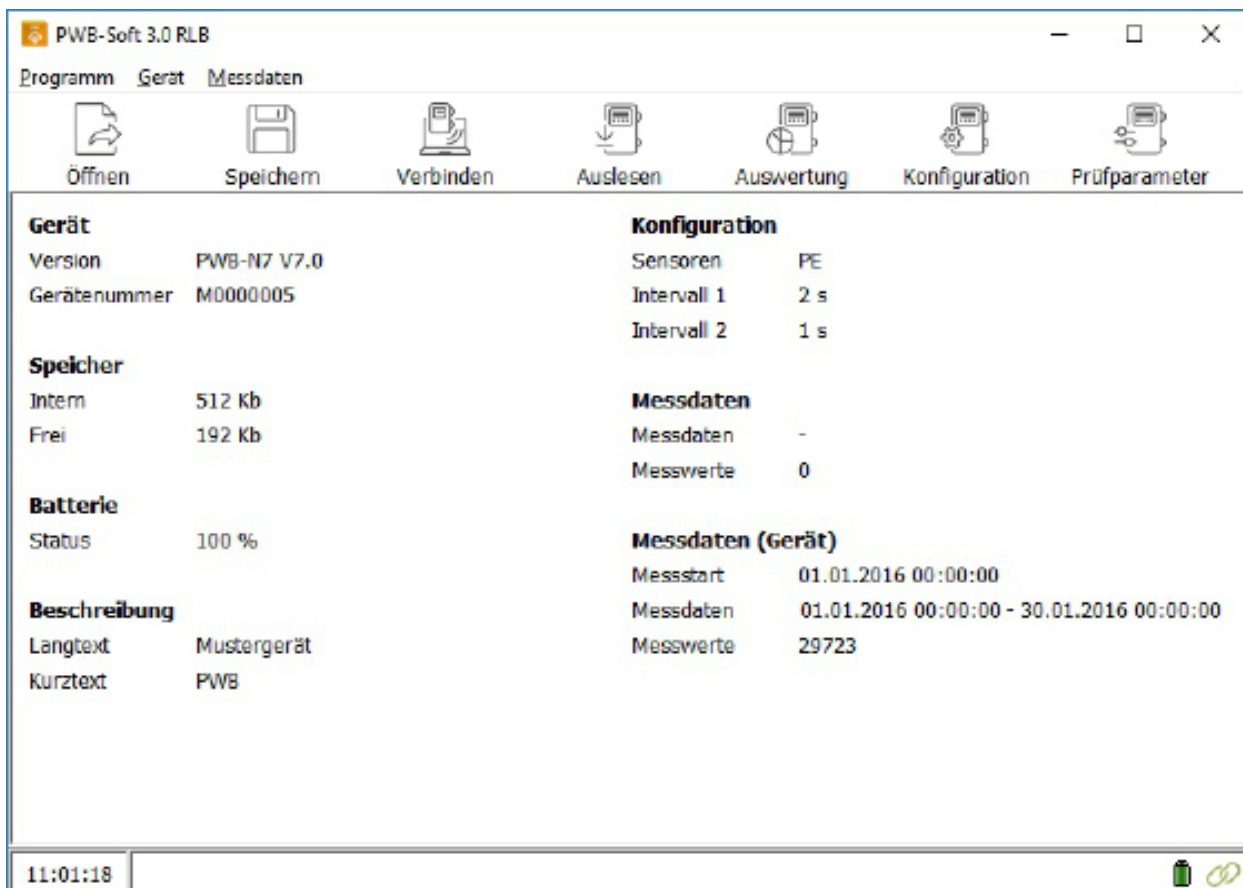 PWB-Soft 3.0 RLB
Programm Gerät Messdaten
Öffnen Speichern Verbinden Auslesen Auswertung Konfiguration Prüfparameter
Gerät
Version PWB-N7 V7.0
Gerätenummer M0000005
Speicher
Intern 512 Kb
Frei 192 Kb
Batterie
Status 100 %
Beschreibung
Langtext Mustergerät
Kurztext PWB
Konfiguration
Sensoren PE
Intervall 1 2 s
Intervall 2 1 s
Messdaten
Messdaten -
Messwerte 0
Messdaten (Gerät)
Messstart 01.01.2016 00:00:00
Messdaten 01.01.2016 00:00:00 - 30.01.2016 00:00:00
Messwerte 29723
11:01:18